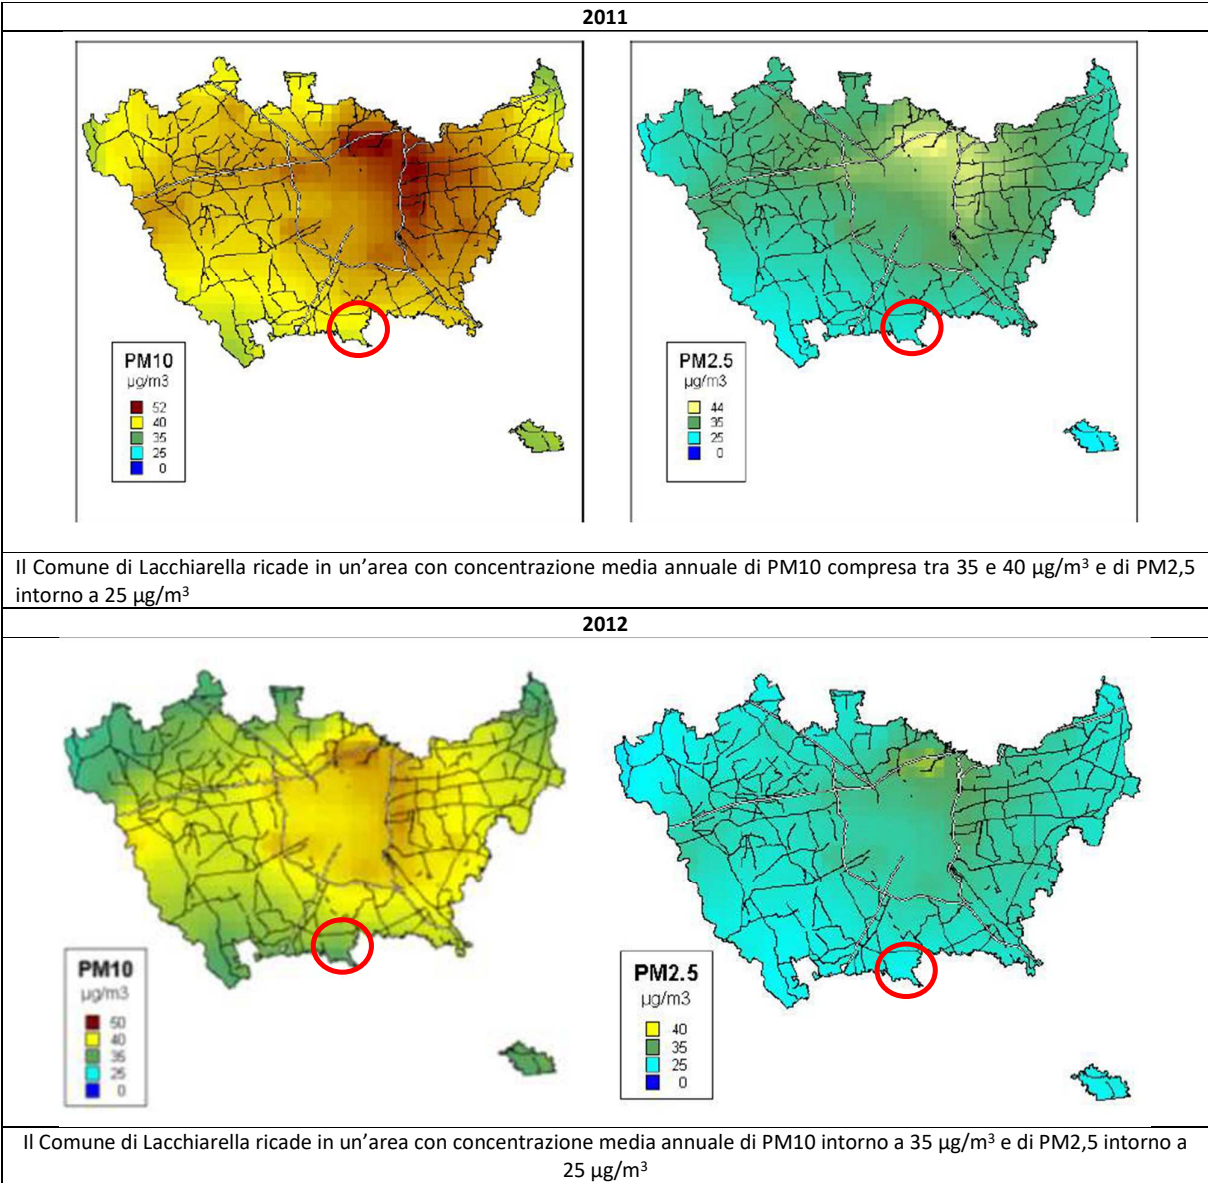 2011
PM10
µg/m3
52
40
35
25
0
PM2.5
µg/m3
44
35
25
0
Il Comune di Lacchiarella ricade in un’area con concentrazione media annuale di PM10 compresa tra 35 e 40 µg/m³ e di PM2,5
intorno a 25 µg/m³
2012
PM10
µg/m3
50
40
35
25
0
PM2.5
µg/m3
40
35
25
0
Il Comune di Lacchiarella ricade in un’area con concentrazione media annuale di PM10 intorno a 35 µg/m³ e di PM2,5 intorno a
25 µg/m³